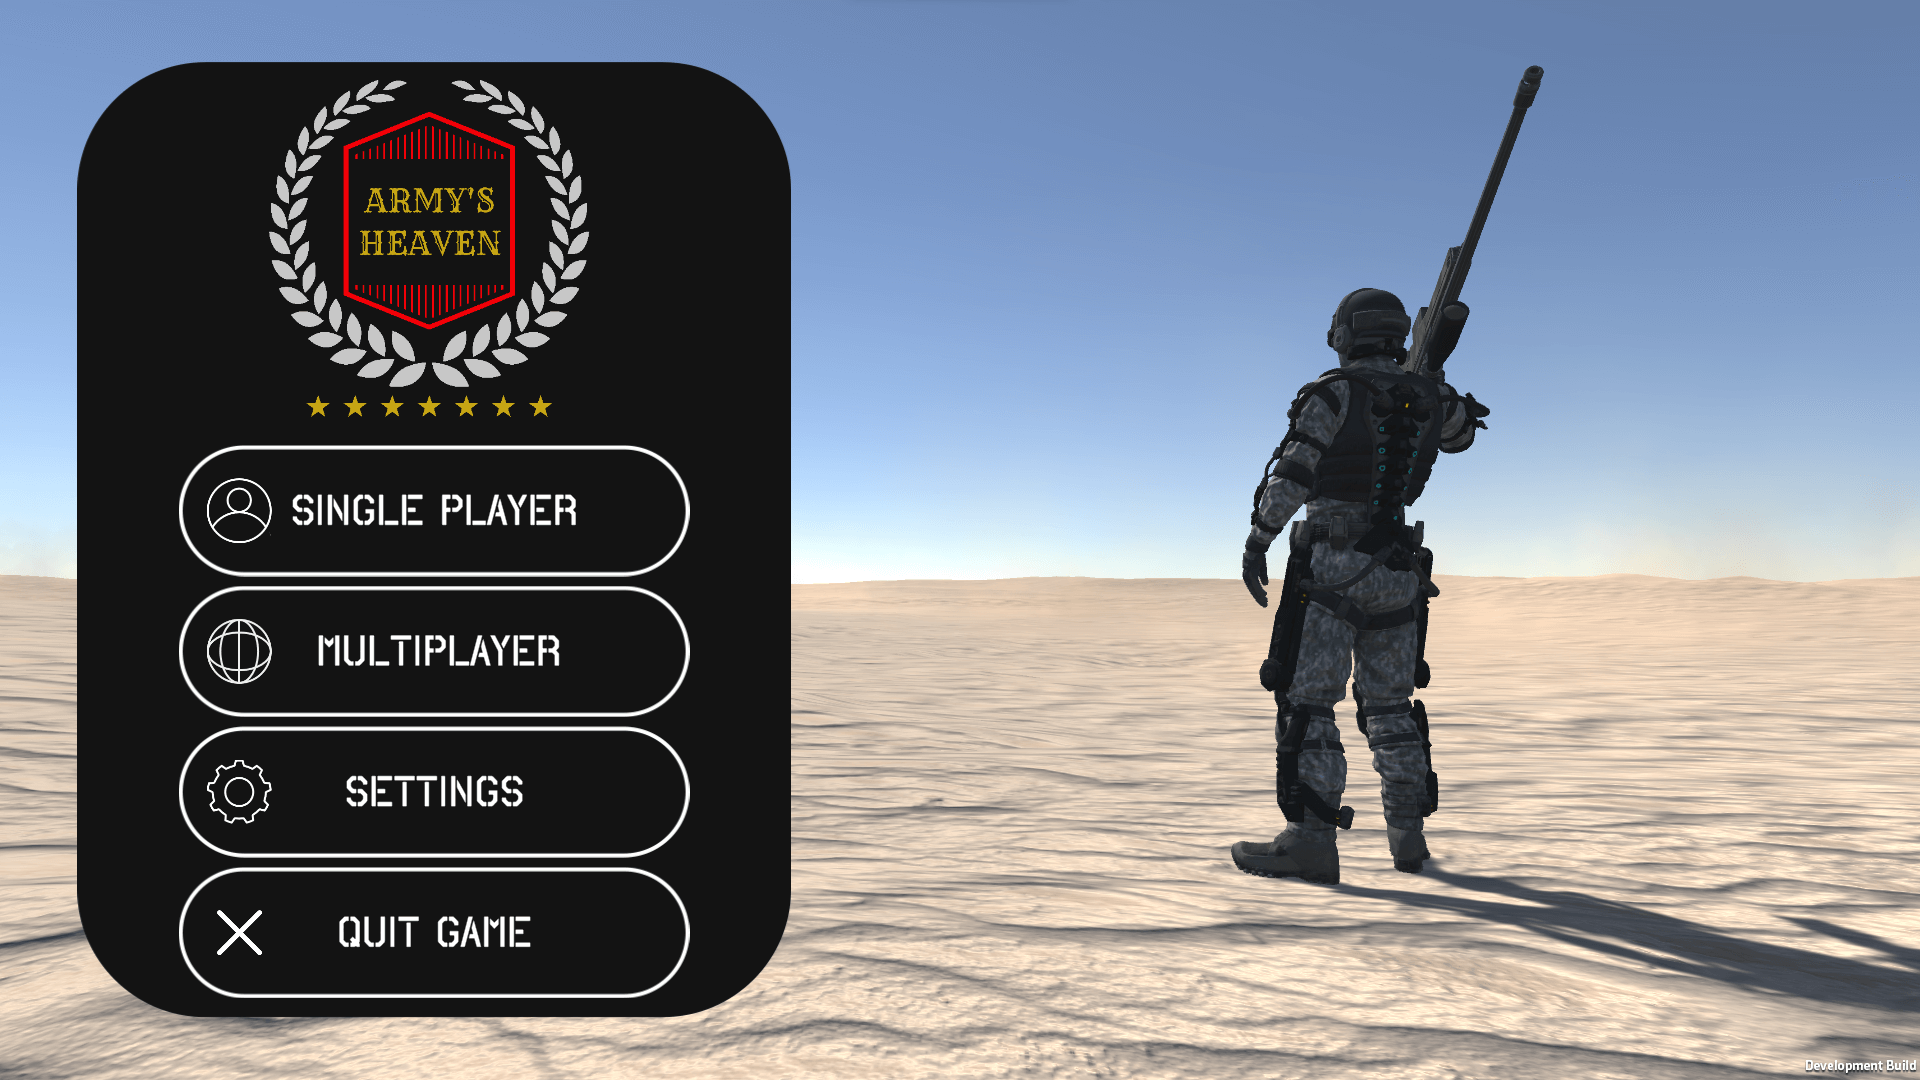 ARMY'S
HEAVEN
SINGLE PLAYER
MULTIPLAYER
SETTINGS
QUIT GAME
Development Build